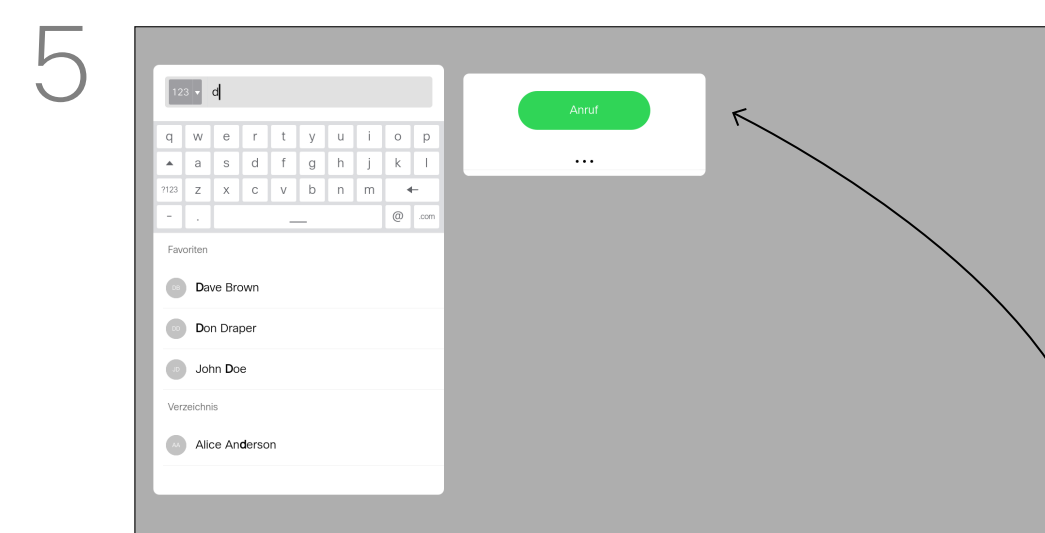 5
123 d
Anruf
q w e r t y u i o p
a s d f g h j k l
?123 z x c v b n m
- . @ .com
...
Favoriten
DB Dave Brown
DD Don Draper
JD John Doe
Verzeichnis
AA Alice Anderson